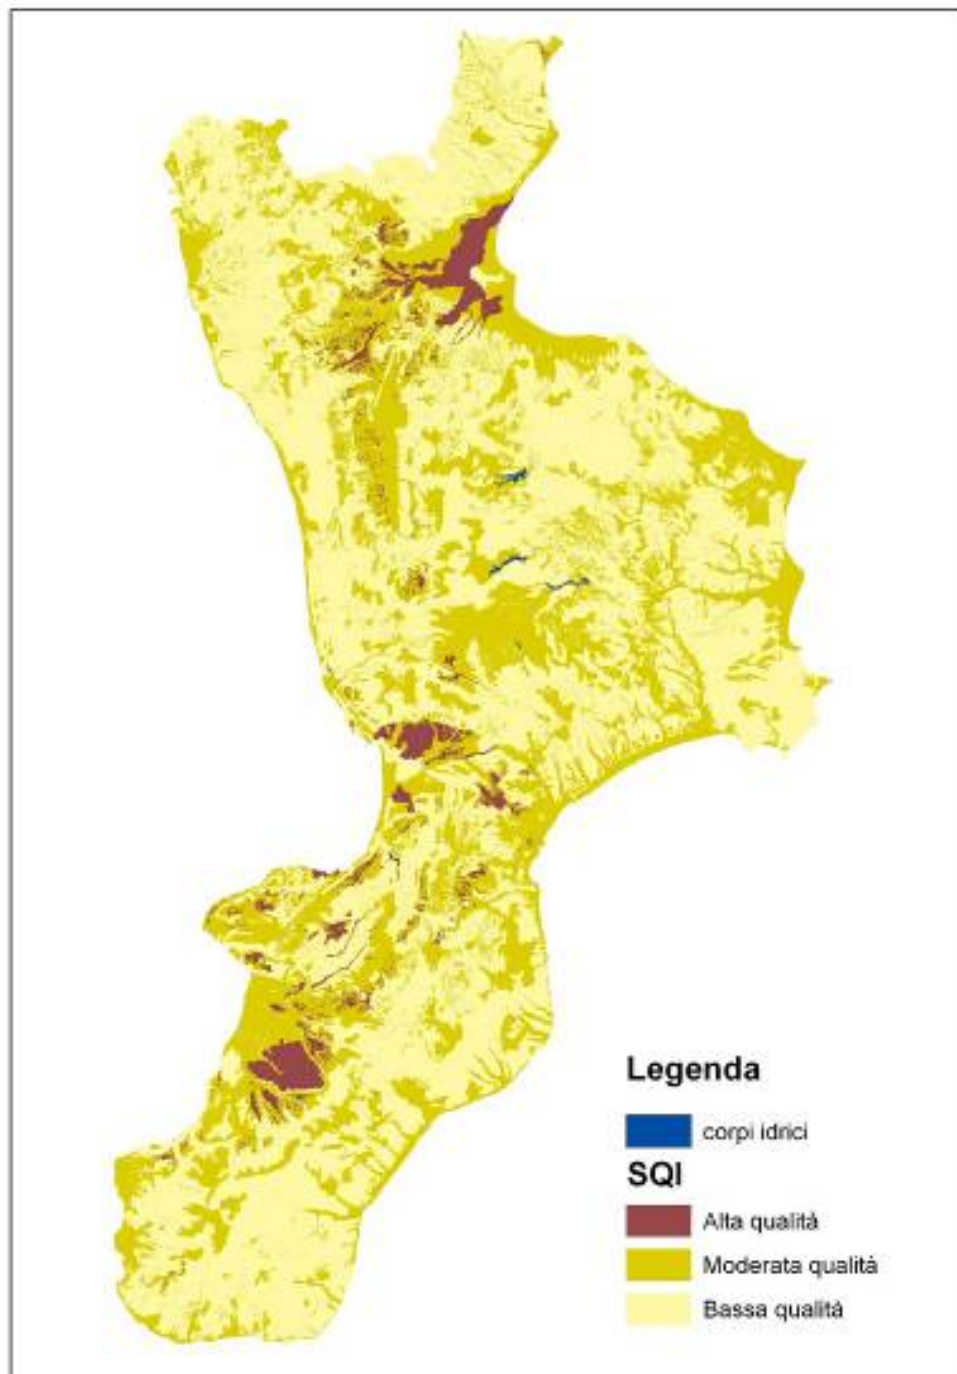 Legenda
corpi idrici
SQI
Alta qualità
Moderata qualità
Bassa qualità